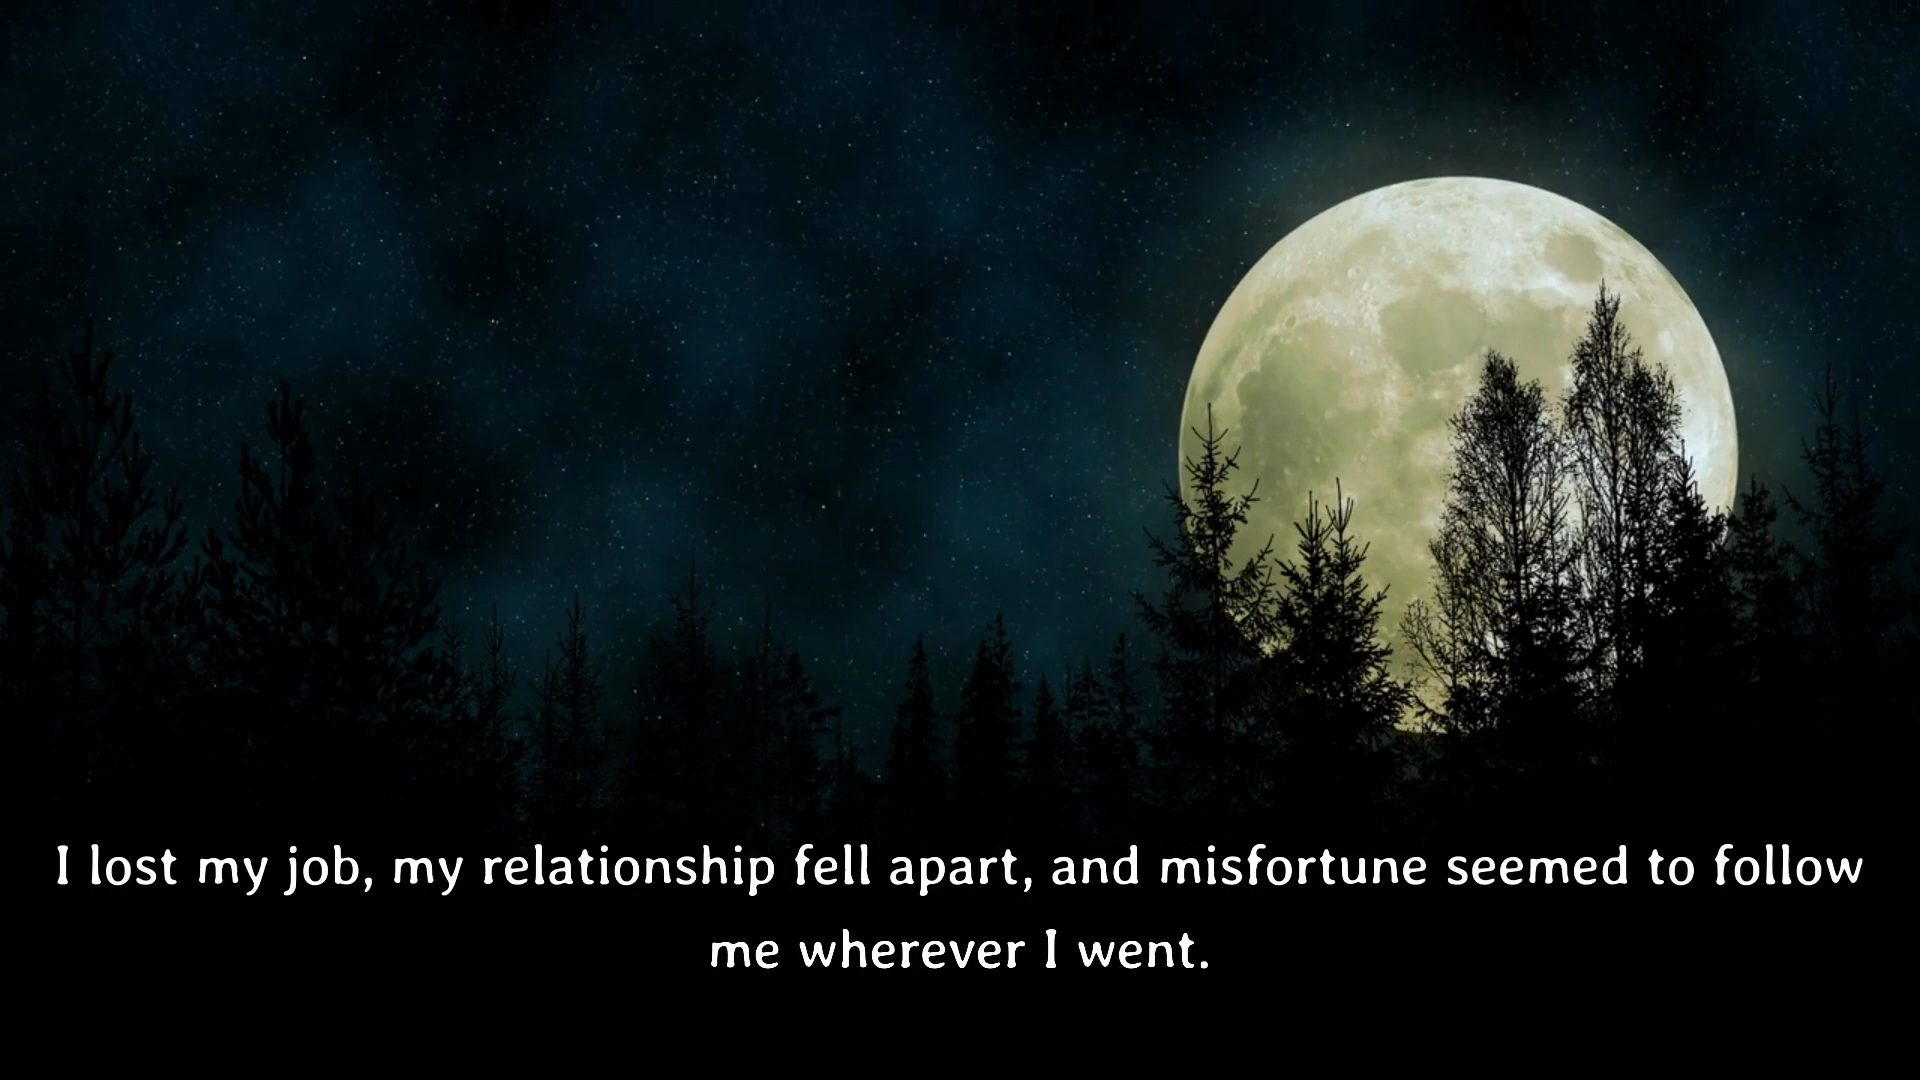 I lost my job, my relationship fell apart, and misfortune seemed to follow
me wherever I went.